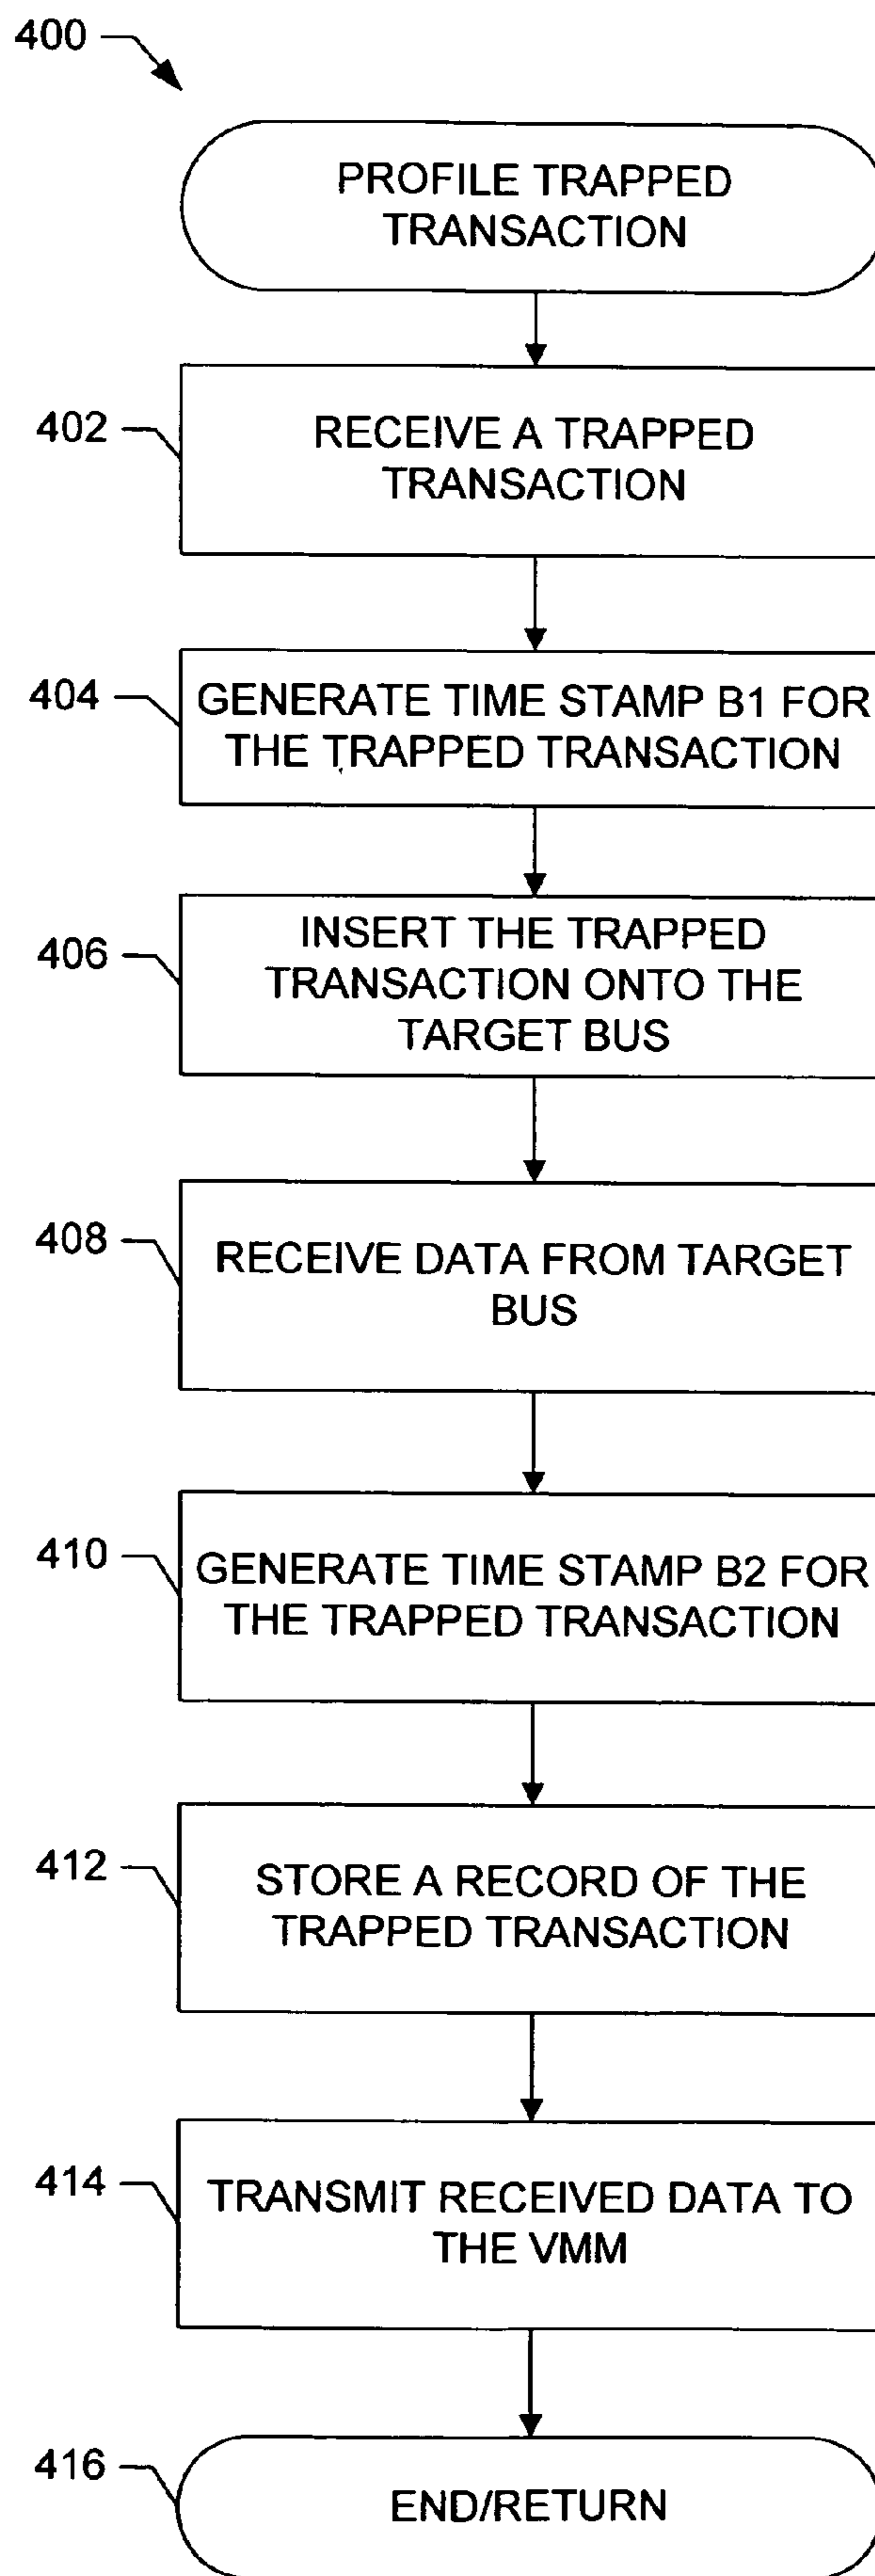 400
PROFILE TRAPPED
TRANSACTION
402
RECEIVE A TRAPPED
TRANSACTION
404
GENERATE TIME STAMP B1 FOR
THE TRAPPED TRANSACTION
406
INSERT THE TRAPPED
TRANSACTION ONTO THE
TARGET BUS
408
RECEIVE DATA FROM TARGET
BUS
410
GENERATE TIME STAMP B2 FOR
THE TRAPPED TRANSACTION
412
STORE A RECORD OF THE
TRAPPED TRANSACTION
414
TRANSMIT RECEIVED DATA TO
THE VMM
416
END/RETURN